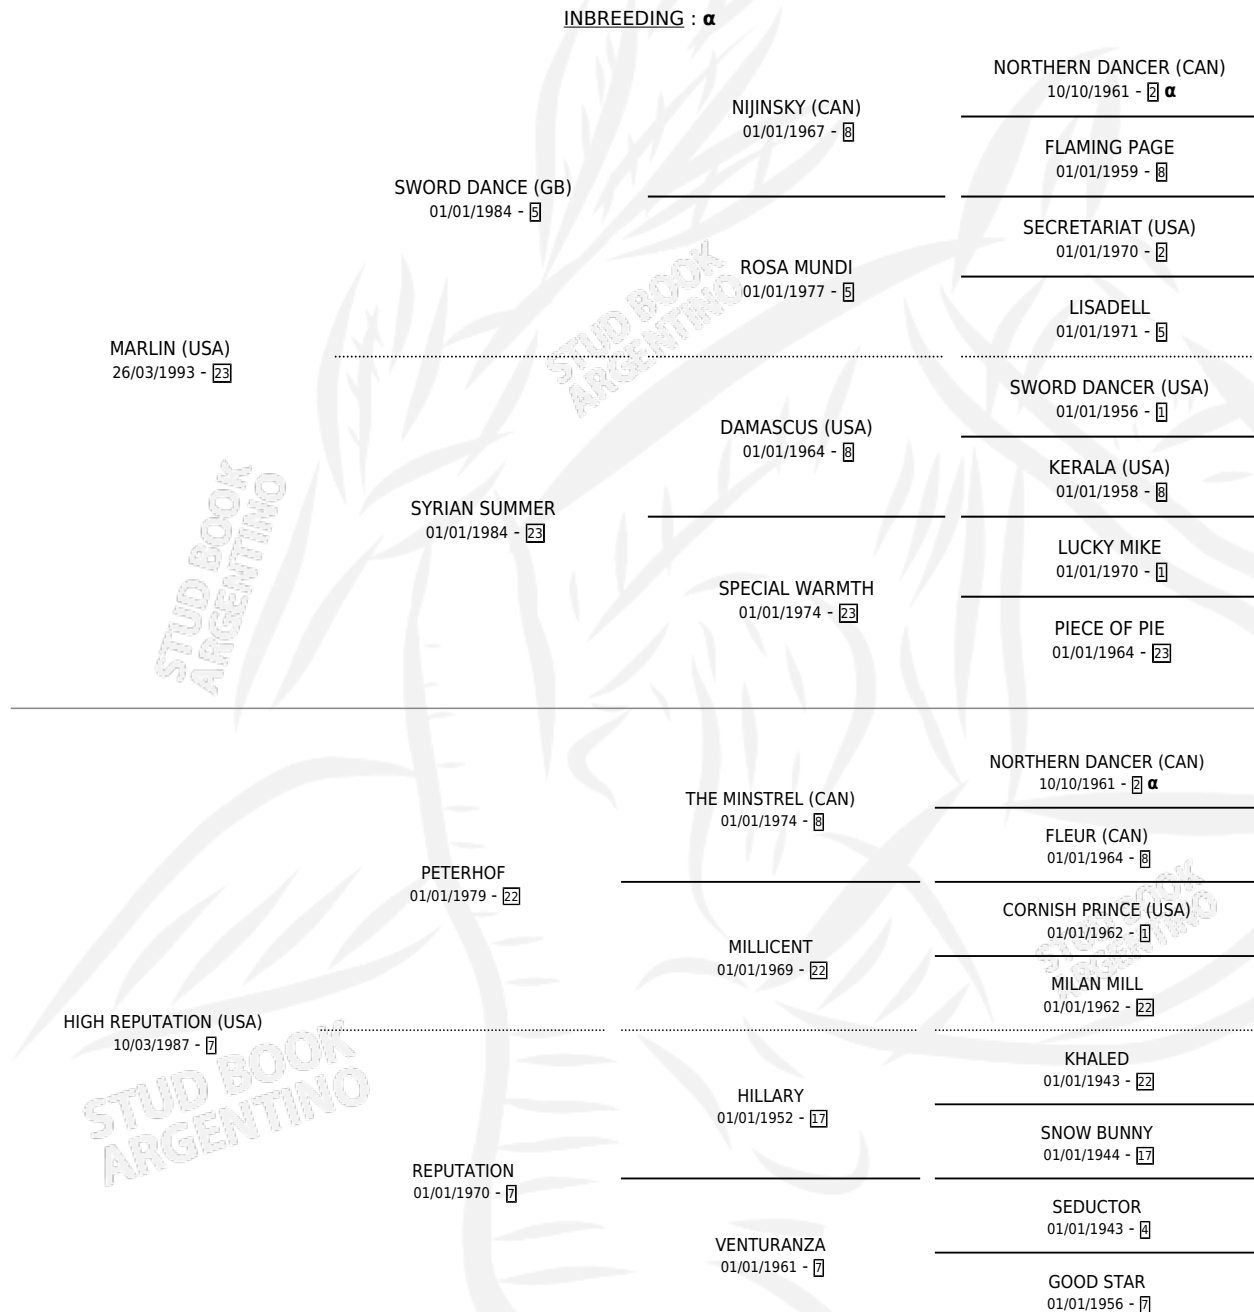 INBREEDING : α
NORTHERN DANCER (CAN)
10/10/1961 - 2 α
NIJINSKY (CAN)
01/01/1967 - 8
FLAMING PAGE
01/01/1959 - 8
SWORD DANCE (GB)
01/01/1984 - 5
SECRETARIAT (USA)
01/01/1970 - 2
ROSA MUNDI
01/01/1977 - 5
LISADELL
01/01/1971 - 5
MARLIN (USA)
26/03/1993 - 23
SWORD DANCER (USA)
01/01/1956 - 1
DAMASCUS (USA)
01/01/1964 - 8
KERALA (USA)
01/01/1958 - 8
SYRIAN SUMMER
01/01/1984 - 23
LUCKY MIKE
01/01/1970 - 1
SPECIAL WARMTH
01/01/1974 - 23
PIECE OF PIE
01/01/1964 - 23
NORTHERN DANCER (CAN)
10/10/1961 - 2 α
THE MINSTREL (CAN)
01/01/1974 - 8
FLEUR (CAN)
01/01/1964 - 8
PETERHOF
01/01/1979 - 22
CORNISH PRINCE (USA)
01/01/1962 - 1
MILLICENT
01/01/1969 - 22
MILAN MILL
01/01/1962 - 22
HIGH REPUTATION (USA)
10/03/1987 - 7
KHALED
01/01/1943 - 22
HILLARY
01/01/1952 - 17
SNOW BUNNY
01/01/1944 - 17
REPUTATION
01/01/1970 - 7
SEDUCTOR
01/01/1943 - 4
VENTURANZA
01/01/1961 - 7
GOOD STAR
01/01/1956 - 7
STUD BOOK
ARGENTINO
STUD BOOK
ARGENTINO
STUD BOOK
ARGENTINO
STUD BOOK
ARGENTINO